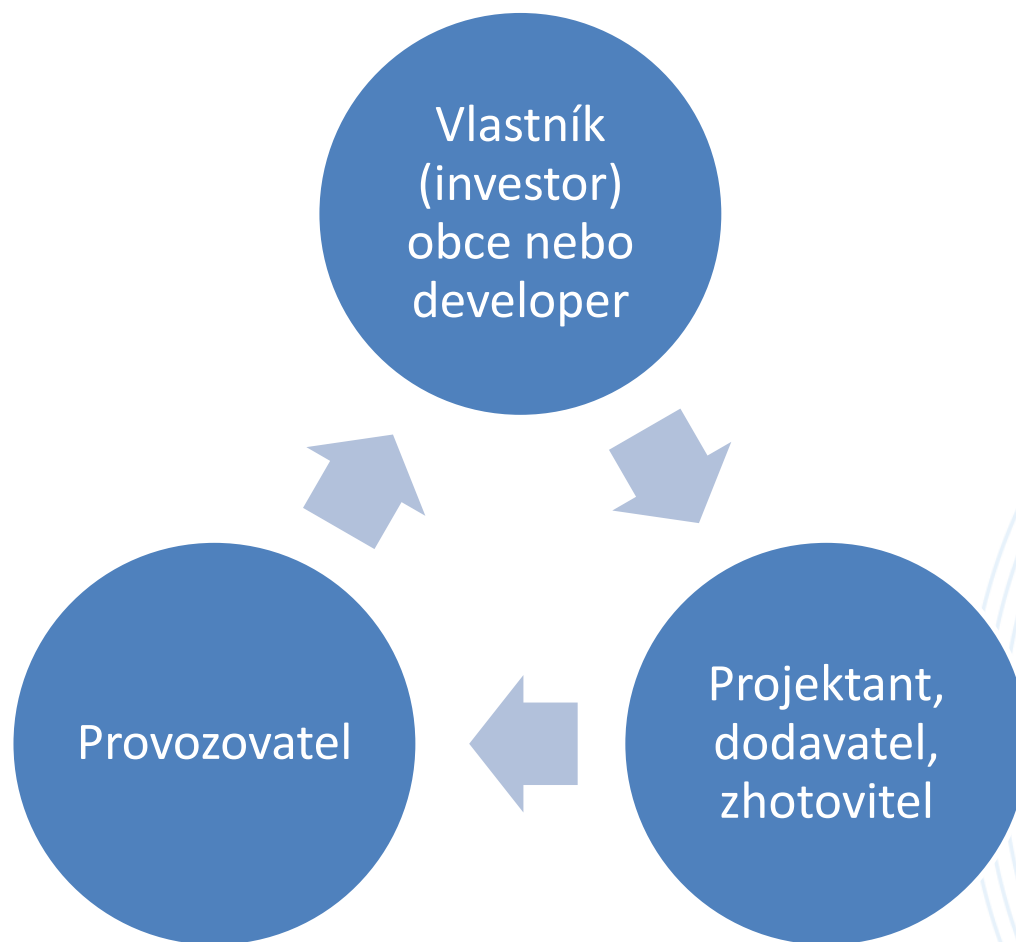 Vlastník
(investor)
obce nebo
developer
Provozovatel
Projektant,
dodavatel,
zhotovitel